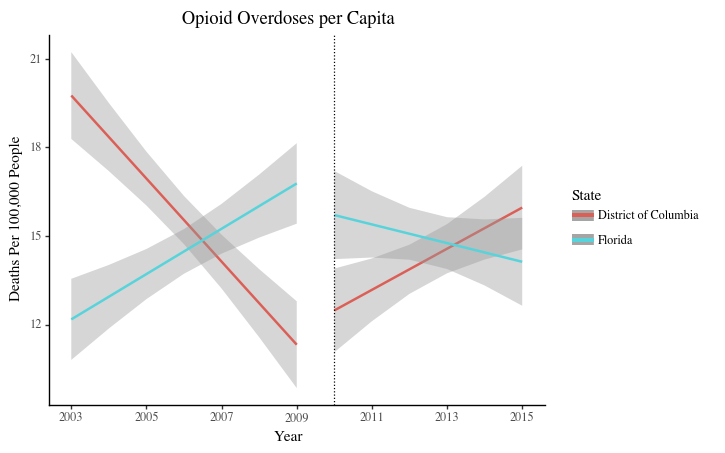 Opioid Overdoses per Capita
Deaths Per 100,000 People
21
18
15
12
2003 2005 2007 2009 2011 2013 2015
Year
State
District of Columbia
Florida